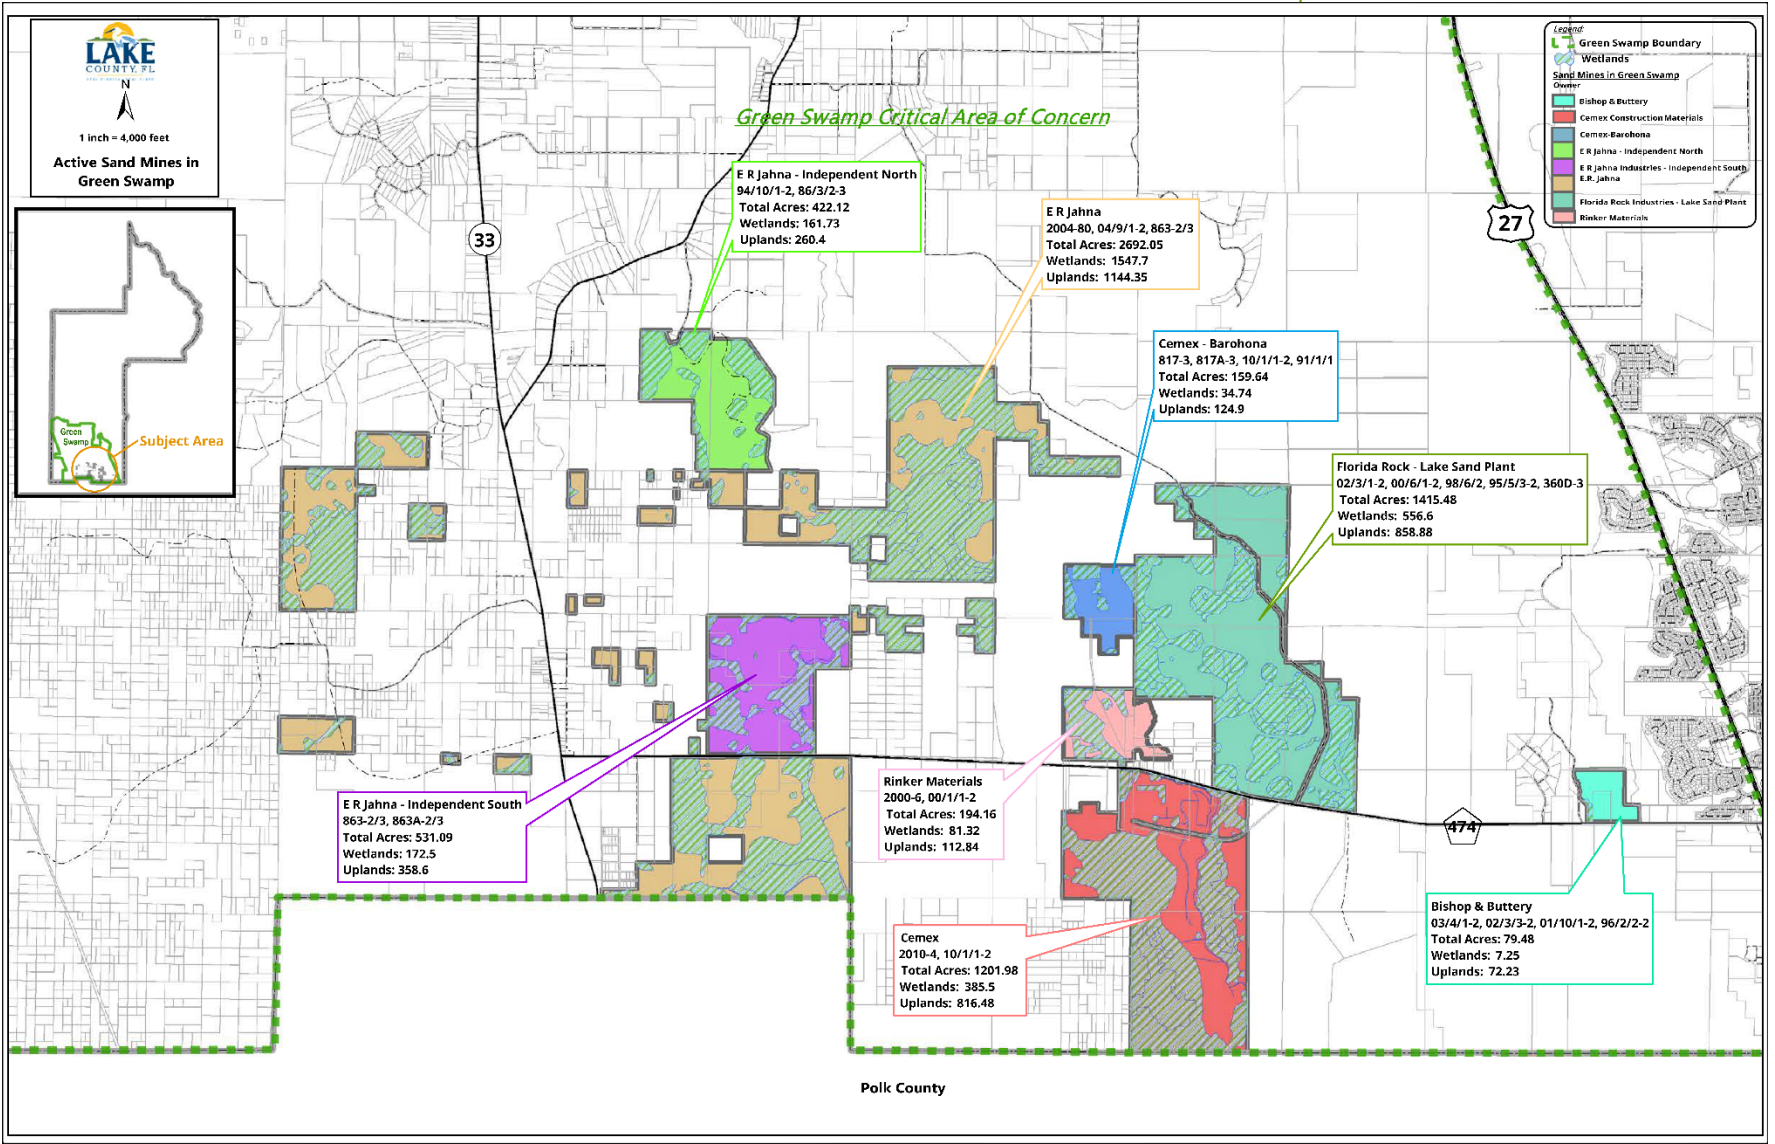 LAKE
COUNTY, FL
N
1 inch = 4,000 feet
Active Sand Mines in
Green Swamp
Green
Swamp
Subject Area
Green Swamp Critical Area of Concern
33
27
474
Legend:
Green Swamp Boundary
Wetlands
Sand Mines in Green Swamp
Owner
Bishop & Buttery
Cemex Construction Materials
Cemex-Barohona
E R Jahna - Independent North
E R Jahna Industries - Independent South
E.R. Jahna
Florida Rock Industries - Lake Sand Plant
Rinker Materials
E R Jahna - Independent North
94/10/1-2, 86/3/2-3
Total Acres: 422.12
Wetlands: 161.73
Uplands: 260.4
E R Jahna
2004-80, 04/9/1-2, 863-2/3
Total Acres: 2692.05
Wetlands: 1547.7
Uplands: 1144.35
Cemex - Barohona
817-3, 817A-3, 10/1/1-2, 91/1/1
Total Acres: 159.64
Wetlands: 34.74
Uplands: 124.9
Florida Rock - Lake Sand Plant
02/3/1-2, 00/6/1-2, 98/6/2, 95/5/3-2, 360D-3
Total Acres: 1415.48
Wetlands: 556.6
Uplands: 858.88
E R Jahna - Independent South
863-2/3, 863A-2/3
Total Acres: 531.09
Wetlands: 172.5
Uplands: 358.6
Rinker Materials
2000-6, 00/1/1-2
Total Acres: 194.16
Wetlands: 81.32
Uplands: 112.84
Cemex
2010-4, 10/1/1-2
Total Acres: 1201.98
Wetlands: 385.5
Uplands: 816.48
Bishop & Buttery
03/4/1-2, 02/3/3-2, 01/10/1-2, 96/2/2-2
Total Acres: 79.48
Wetlands: 7.25
Uplands: 72.23
Polk County